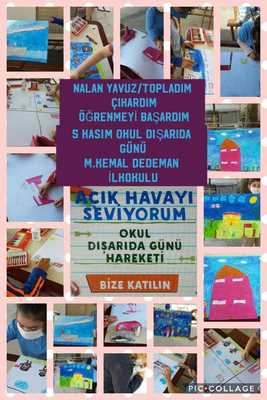 NALAN YAVUZ/TOPLADIM
ÇIKARDIM
ÖĞRENMEYİ BAŞARDIM
5 KASIM OKUL DIŞARIDA
GÜNÜ
M.KEMAL DEDEMAN
İLKOKULU
AÇIK HAVAYI
SEVİYORUM
OKUL
DIŞARIDA GÜNÜ
HAREKETİ
BİZE KATILIN
PIC•COLLAGE